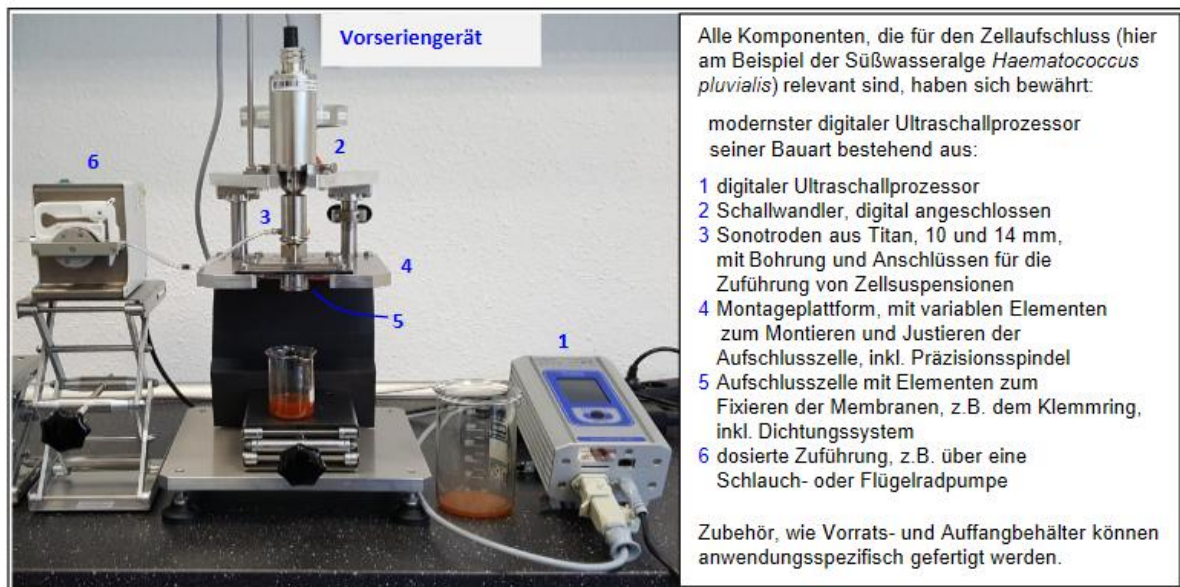 Vorseriengerät
6
2
3
4
5
1
Alle Komponenten, die für den Zellaufschluss (hier
am Beispiel der Süßwasseralge Haematococcus
pluvialis) relevant sind, haben sich bewährt:
modernster digitaler Ultraschallprozessor
seiner Bauart bestehend aus:
1 digitaler Ultraschallprozessor
2 Schallwandler, digital angeschlossen
3 Sonotroden aus Titan, 10 und 14 mm,
mit Bohrung und Anschlüssen für die
Zuführung von Zellsuspensionen
4 Montageplattform, mit variablen Elementen
zum Montieren und Justieren der
Aufschlusszelle, inkl. Präzisionsspindel
5 Aufschlusszelle mit Elementen zum
Fixieren der Membranen, z.B. dem Klemmring,
inkl. Dichtungssystem
6 dosierte Zuführung, z.B. über eine
Schlauch- oder Flügelradpumpe
Zubehör, wie Vorrats- und Auffangbehälter können
anwendungsspezifisch gefertigt werden.